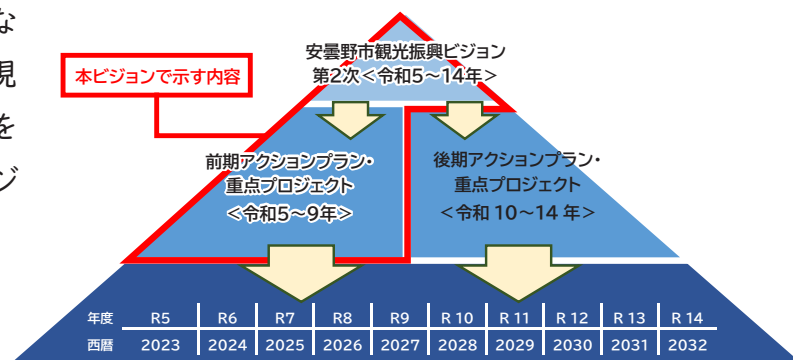 な
見
を
ジ
本ビジョンで示す内容
安曇野市観光振興ビジョン
第2次<令和5~14年>
前期アクションプラン・
重点プロジェクト
<令和5~9年>
後期アクションプラン・
重点プロジェクト
<令和 10~14 年>
年度 R5 R6 R7 R8 R9 R 10 R 11 R 12 R 13 R 14
西暦 2023 2024 2025 2026 2027 2028 2029 2030 2031 2032